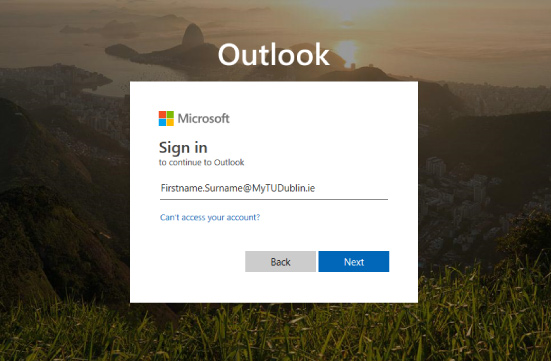 Outlook
Microsoft
Sign in
to continue to Outlook
Firstname.Surname@MyTUDublin.ie
Can't access your account?
Back Next